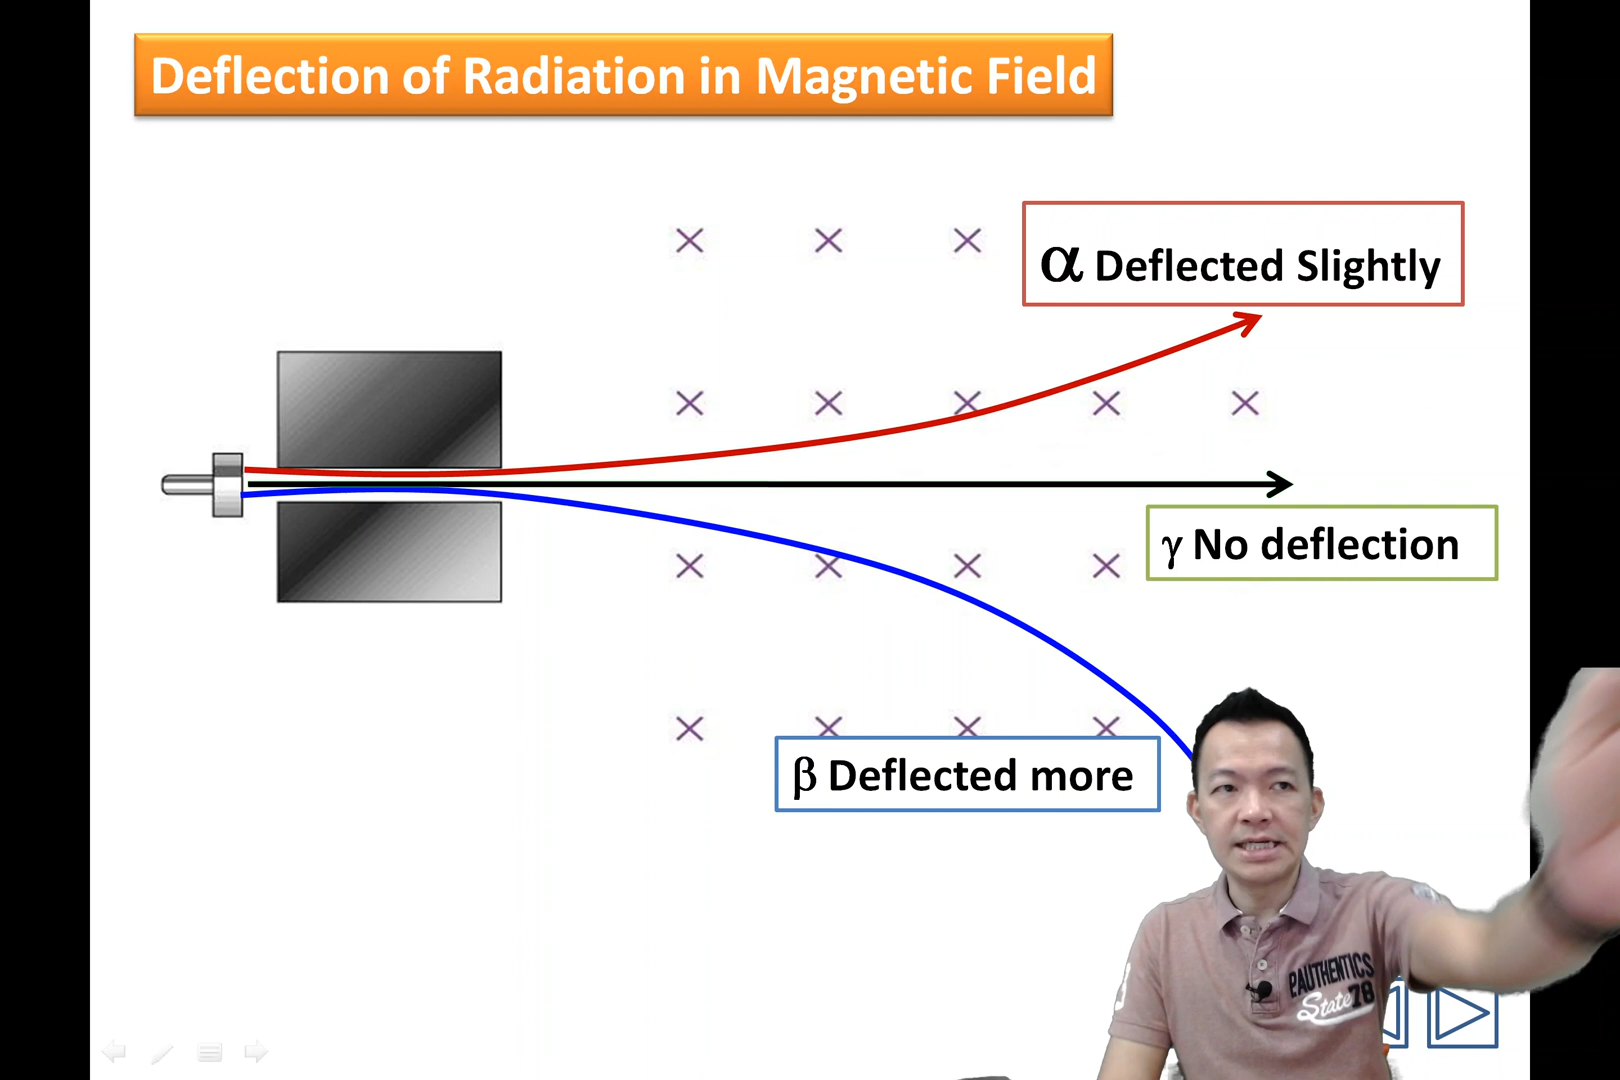 Deflection of Radiation in Magnetic Field
α Deflected Slightly
γ No deflection
β Deflected more
PAUTHENTICS
State 78